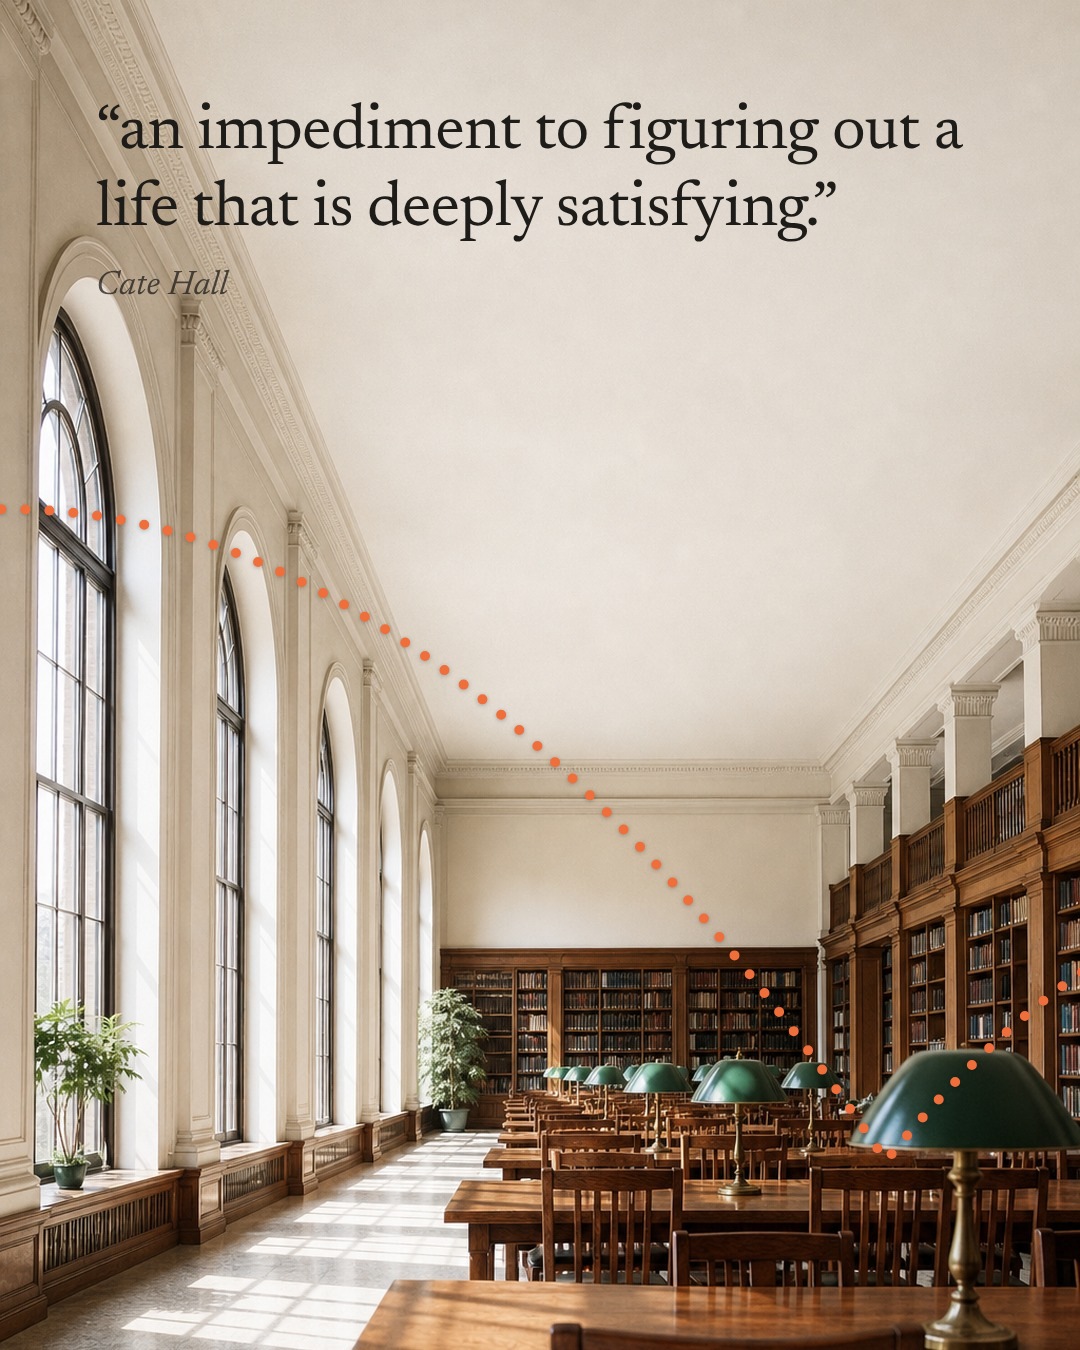 “an impediment to figuring out a
life that is deeply satisfying.”
Cate Hall